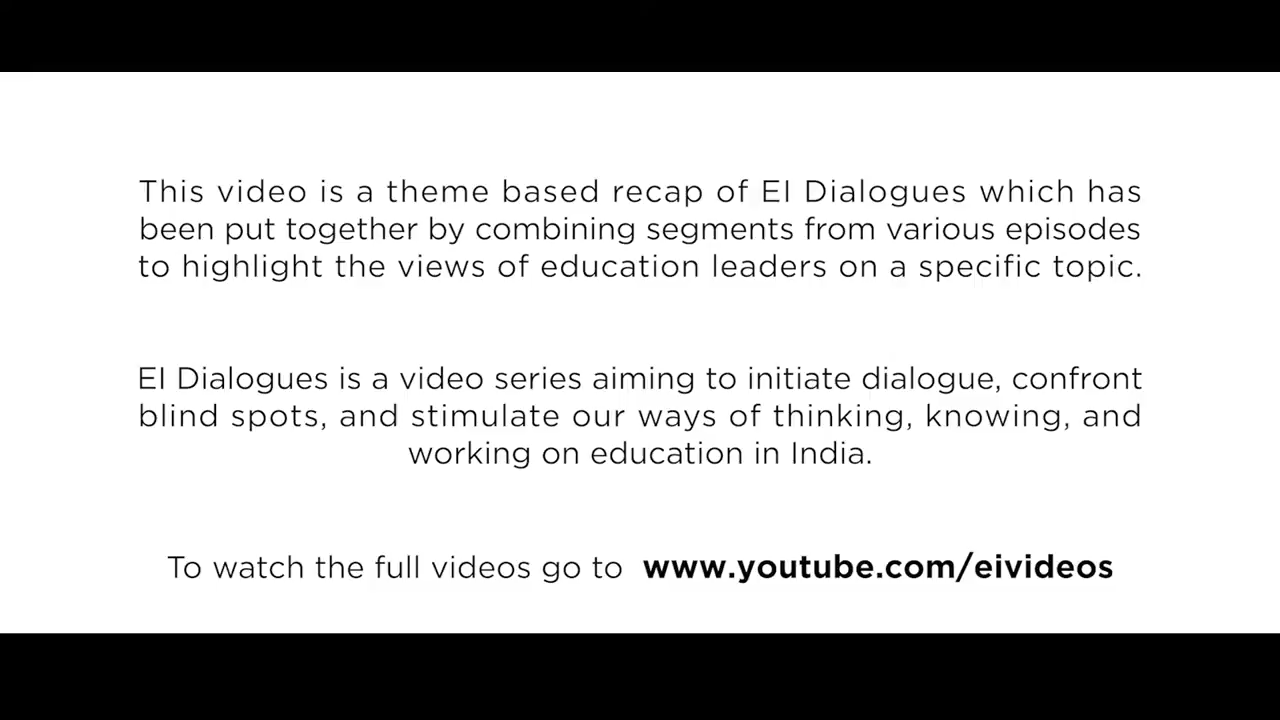 This video is a theme based recap of EI Dialogues which has
been put together by combining segments from various episodes
to highlight the views of education leaders on a specific topic.
EI Dialogues is a video series aiming to initiate dialogue, confront
blind spots, and stimulate our ways of thinking, knowing, and
working on education in India.
To watch the full videos go to www.youtube.com/eivideos